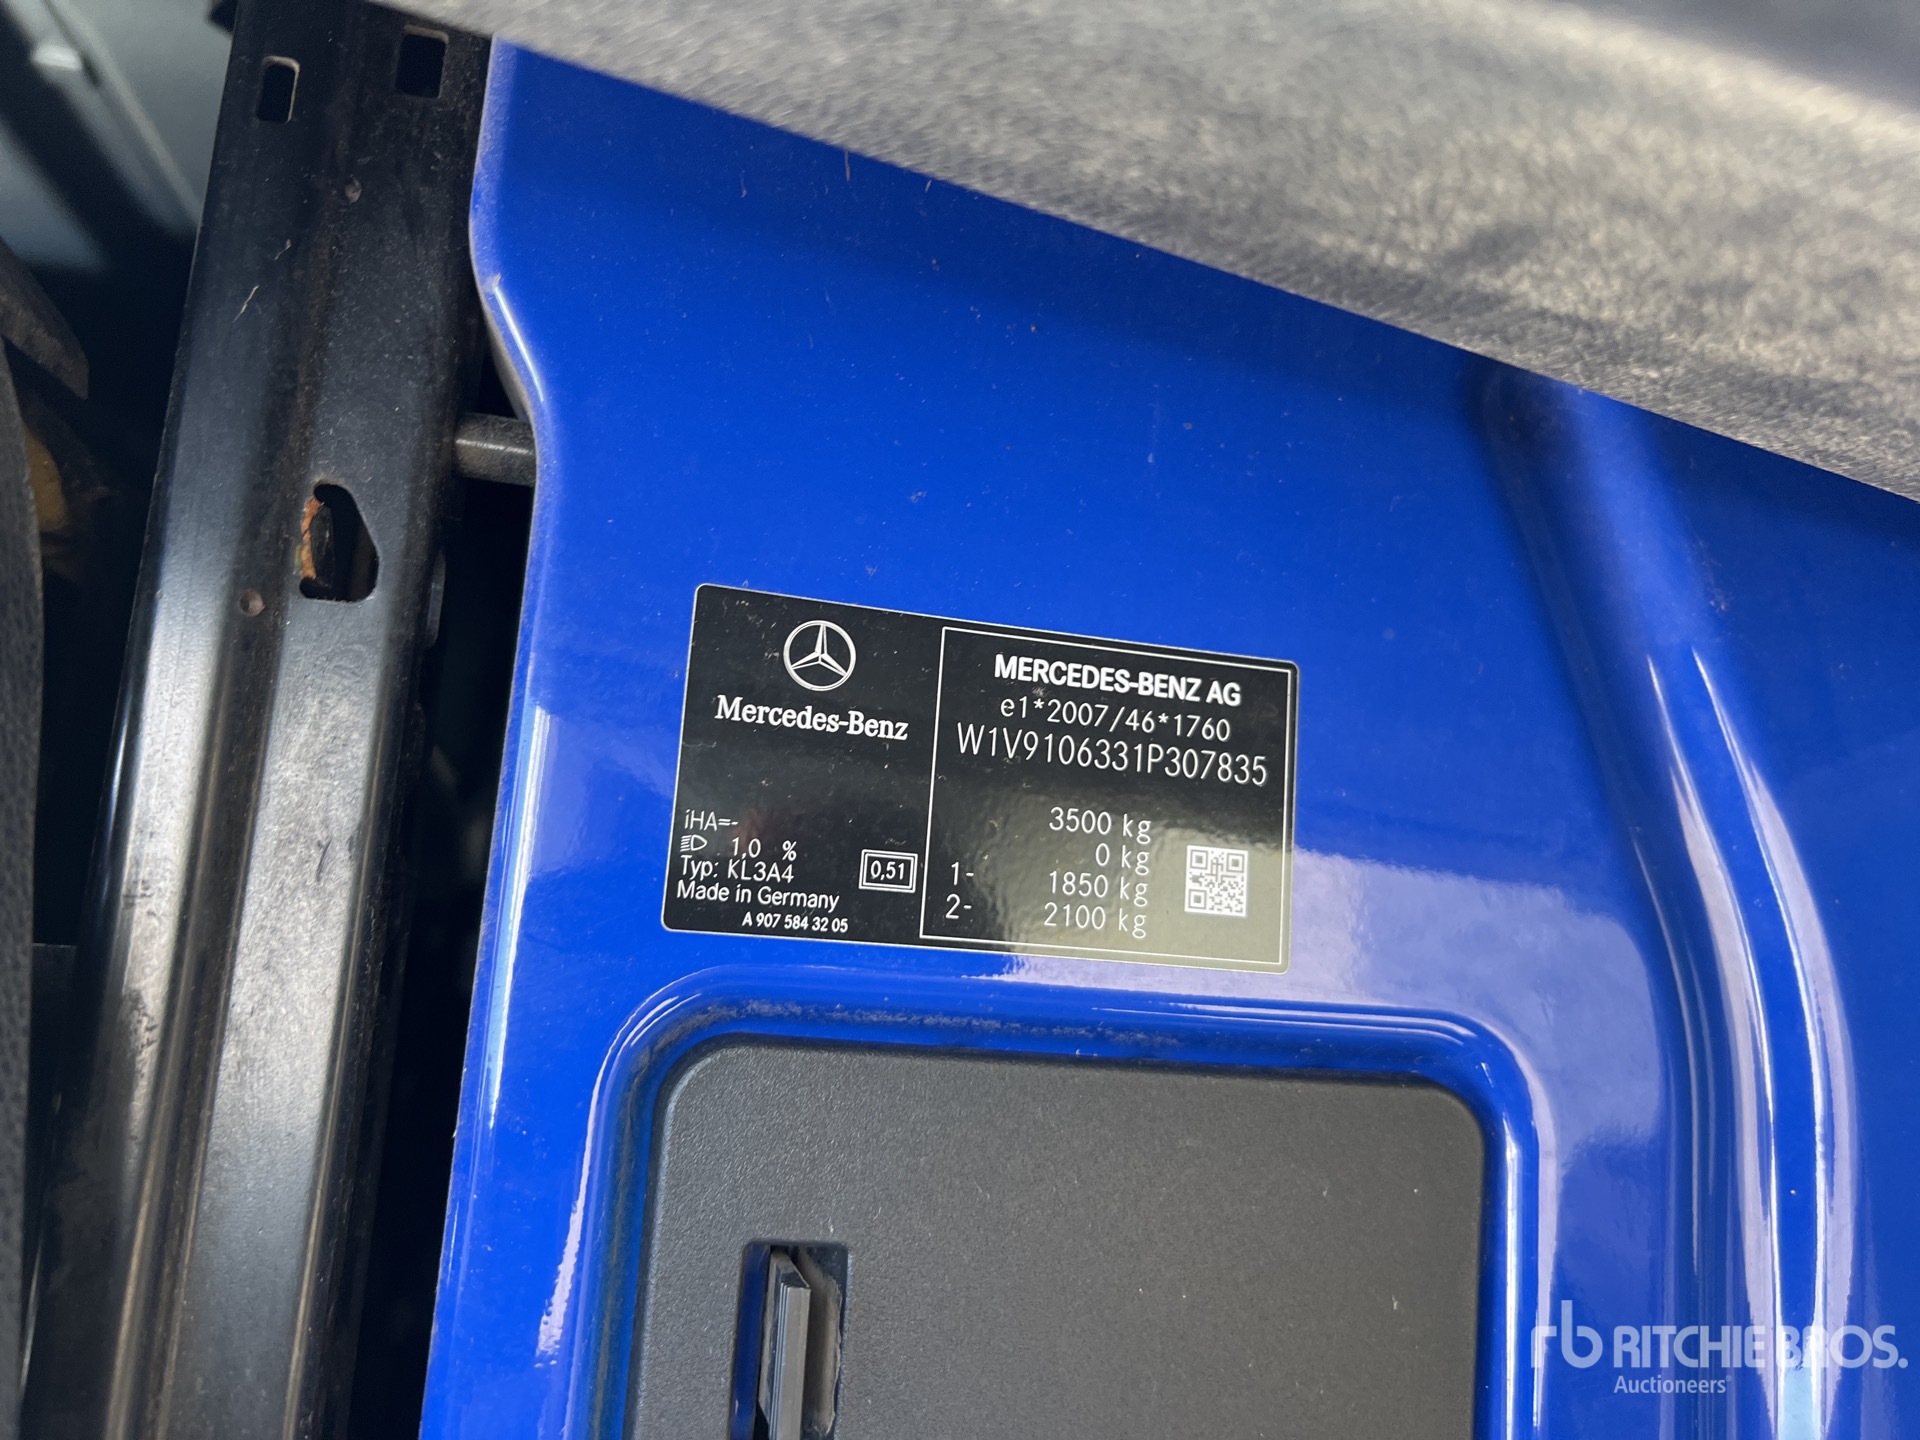 Mercedes-Benz
iHA=-
1,0 %
Typ: KL3A4
Made in Germany
A 907 584 32 05
0,51
MERCEDES-BENZ AG
e1*2007/46*1760
W1V9106331P307835
3500 kg
0 kg
1- 1850 kg
2- 2100 kg
rb RITCHIE BROS.
Auctioneers